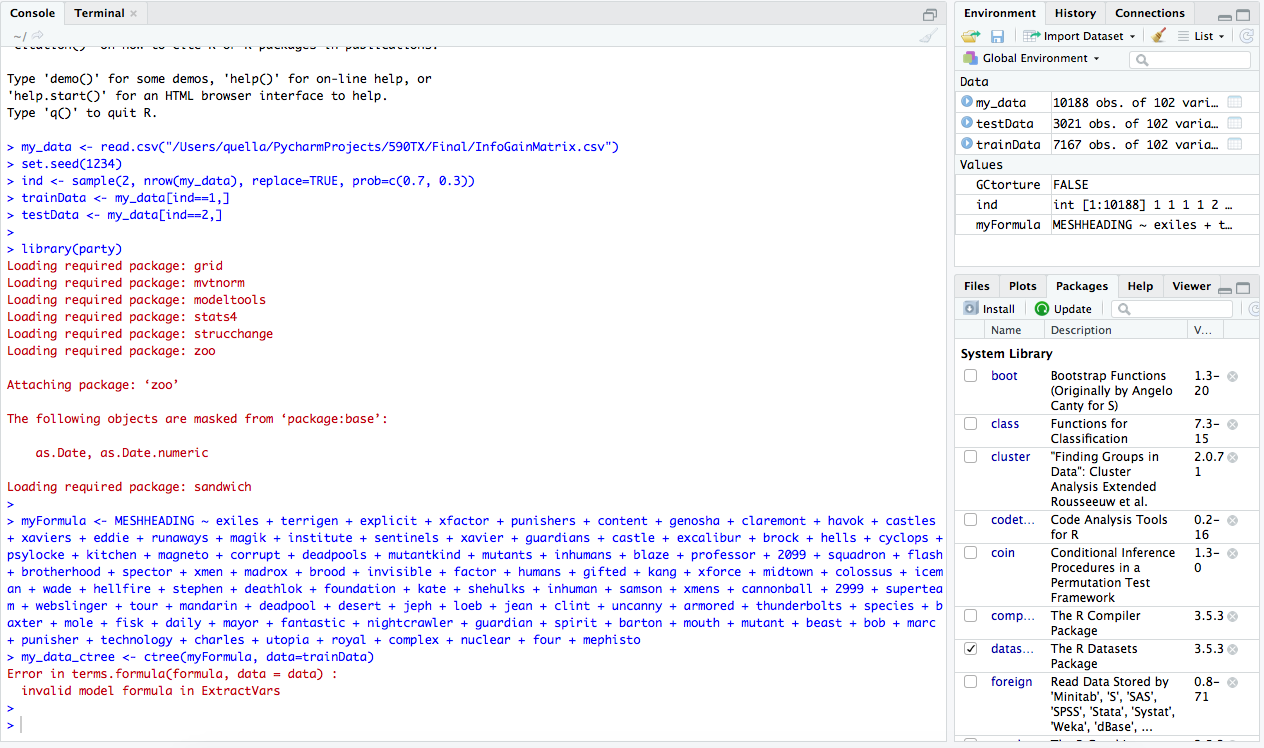 Console Terminal
~/
citation()' on how to cite R or R packages in publications.
Type 'demo()' for some demos, 'help()' for on-line help, or
'help.start()' for an HTML browser interface to help.
Type 'q()' to quit R.
> my_data <- read.csv("/Users/quella/PycharmProjects/590TX/Final/InfoGainMatrix.csv")
> set.seed(1234)
> ind <- sample(2, nrow(my_data), replace=TRUE, prob=c(0.7, 0.3))
> trainData <- my_data[ind==1,]
> testData <- my_data[ind==2,]
>
> library(party)
Loading required package: grid
Loading required package: mvtnorm
Loading required package: modeltools
Loading required package: stats4
Loading required package: strucchange
Loading required package: zoo
Attaching package: ‘zoo’
The following objects are masked from ‘package:base’:
as.Date, as.Date.numeric
Loading required package: sandwich
>
> myFormula <- MESHHEADING ~ exiles + terrigen + explicit + xfactor + punishers + content + genosha + claremont + havok + castles
+ xaviers + eddie + runaways + magik + institute + sentinels + xavier + guardians + castle + excalibur + brock + hells + cyclops +
psylocke + kitchen + magneto + corrupt + deadpools + mutantkind + mutants + inhumans + blaze + professor + 2099 + squadron + flash
+ brotherhood + spector + xmen + madrox + brood + invisible + factor + humans + gifted + kang + xforce + midtown + colossus + icem
an + wade + hellfire + stephen + deathlok + foundation + kate + shehulks + inhuman + samson + xmens + cannonball + 2999 + supertea
m + webslinger + tour + mandarin + deadpool + desert + jeph + loeb + jean + clint + uncanny + armored + thunderbolts + species + b
axter + mole + fisk + daily + mayor + fantastic + nightcrawler + guardian + spirit + barton + mouth + mutant + beast + bob + marc
+ punisher + technology + charles + utopia + royal + complex + nuclear + four + mephisto
> my_data_ctree <- ctree(myFormula, data=trainData)
Error in terms.formula(formula, data = data) :
invalid model formula in ExtractVars
>
>
Environment History Connections
Import Dataset List
Global Environment
Data
my_data 10188 obs. of 102 vari…
testData 3021 obs. of 102 varia…
trainData 7167 obs. of 102 varia…
Values
GCtorture FALSE
ind int [1:10188] 1 1 1 1 2 …
myFormula MESHHEADING ~ exiles + t…
Files Plots Packages Help Viewer
Install Update
Name Description V...
System Library
boot Bootstrap Functions 1.3-
(Originally by Angelo 20
Canty for S)
class Functions for 7.3-
Classification 15
cluster "Finding Groups in 2.0.7
Data": Cluster 1
Analysis Extended
Rousseeuw et al.
codet... Code Analysis Tools 0.2-
for R 16
coin Conditional Inference 1.3-
Procedures in a 0
Permutation Test
Framework
comp... The R Compiler 3.5.3
Package
datas... The R Datasets 3.5.3
Package
foreign Read Data Stored by 0.8-
'Minitab', 'S', 'SAS', 71
'SPSS', 'Stata', 'Systat',
'Weka', 'dBase', ...